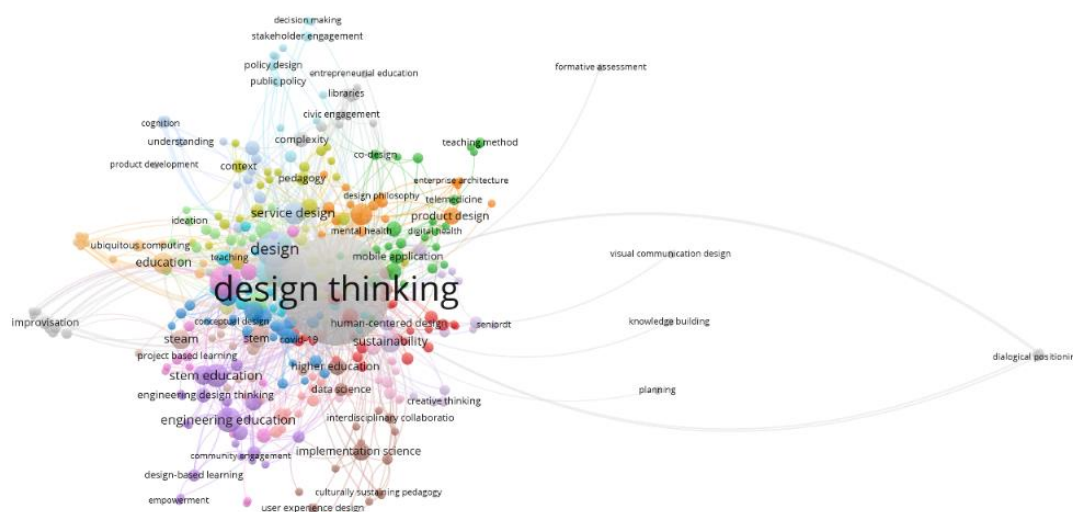 decision making
stakeholder engagement
policy design
entrepreneurial education
formative assessment
public policy
libraries
civic engagement
cognition
understanding
complexity
teaching method
co-design
product development
context
pedagogy
enterprise architecture
design philosophy
telemedicine
service design
product design
ideation
mental health
digital health
ubiquitous computing
design
teaching
mobile application
visual communication design
education
design thinking
improvisation
conceptual design
human-centered design
seniordt
knowledge building
steam
stem
covid-19
sustainability
project based learning
dialogical positionin
higher education
stem education
data science
planning
engineering design thinking
creative thinking
engineering education
interdisciplinary collaboratio
community engagement
implementation science
design-based learning
culturally sustaining pedagogy
empowerment
user experience design